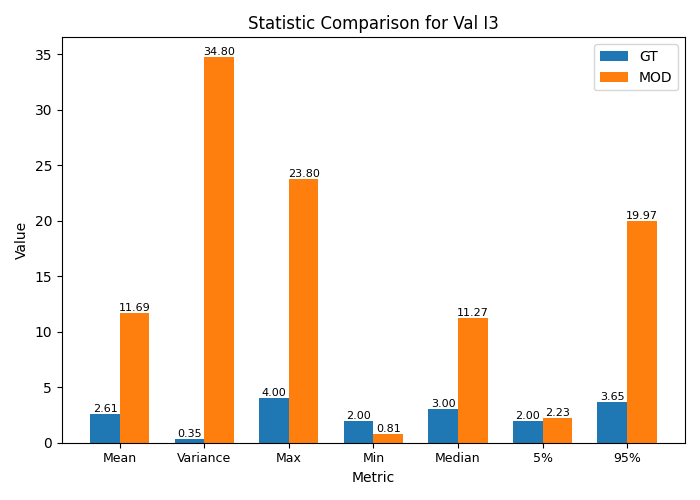 Statistic Comparison for Val I3
GT
MOD
Value
35
30
25
20
15
10
5
0
2.61
11.69
0.35
34.80
4.00
23.80
2.00
0.81
3.00
11.27
2.00
2.23
3.65
19.97
Mean
Variance
Max
Min
Median
5%
95%
Metric